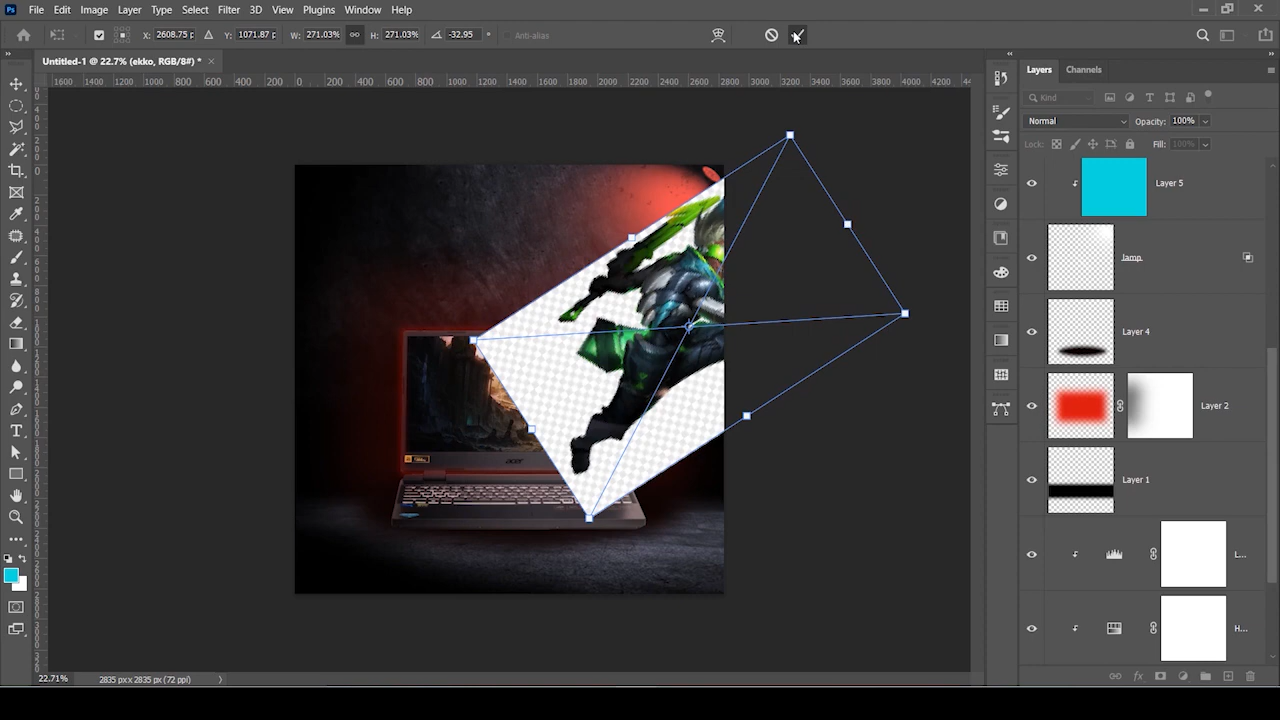 Ps File Edit Image Layer Type Select Filter 3D View Plugins Window Help
X: 2608.75 p Y: 1071.87 p W: 271.03% H: 271.03% -32.95 ° Anti-alias
Untitled-1 @ 22.7% (ekko, RGB/8#) *
1600 1400 1200 1000 800 600 400 200 0 200 400 600 800 1000 1200 1400 1600 1800 2000 2200 2400 2600 2800 3000 3200 3400 3600 3800 4000 4200 44
Layers Channels
Kind
Normal Opacity: 100%
Lock: Fill: 100%
Layer 5
lamp
Layer 4
Layer 2
Layer 1
L...
H...
acer
22.71% 2835 px x 2835 px (72 ppi)